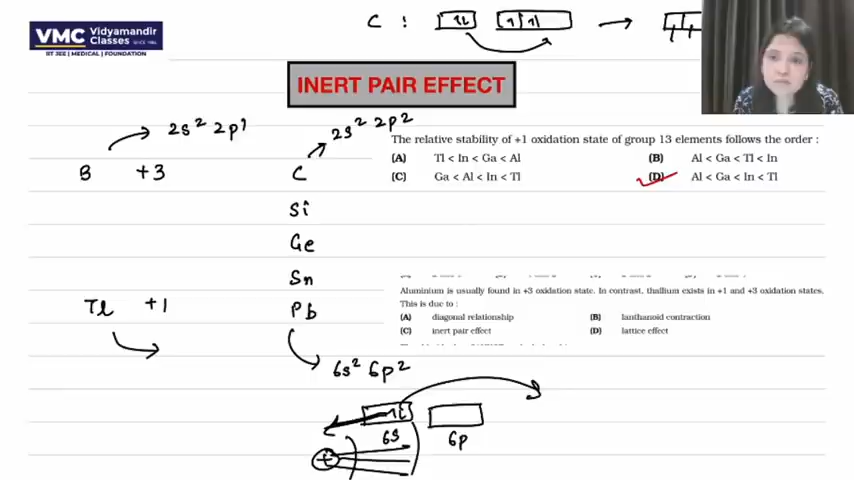 C :
VMC Vidyamandir Classes SINCE 1986
IIT JEE | MEDICAL | FOUNDATION
INERT PAIR EFFECT
2s² 2p¹
2s² 2p²
B +3
C
Si
Ge
Sn
Tl +1
Pb
6s² 6p²
6s 6p
+
The relative stability of +1 oxidation state of group 13 elements follows the order :
(A) Tl < In < Ga < Al (B) Al < Ga < Tl < In
(C) Ga < Al < In < Tl (D) Al < Ga < In < Tl
Aluminium is usually found in +3 oxidation state. In contrast, thallium exists in +1 and +3 oxidation states.
This is due to :
(A) diagonal relationship (B) lanthanoid contraction
(C) inert pair effect (D) lattice effect